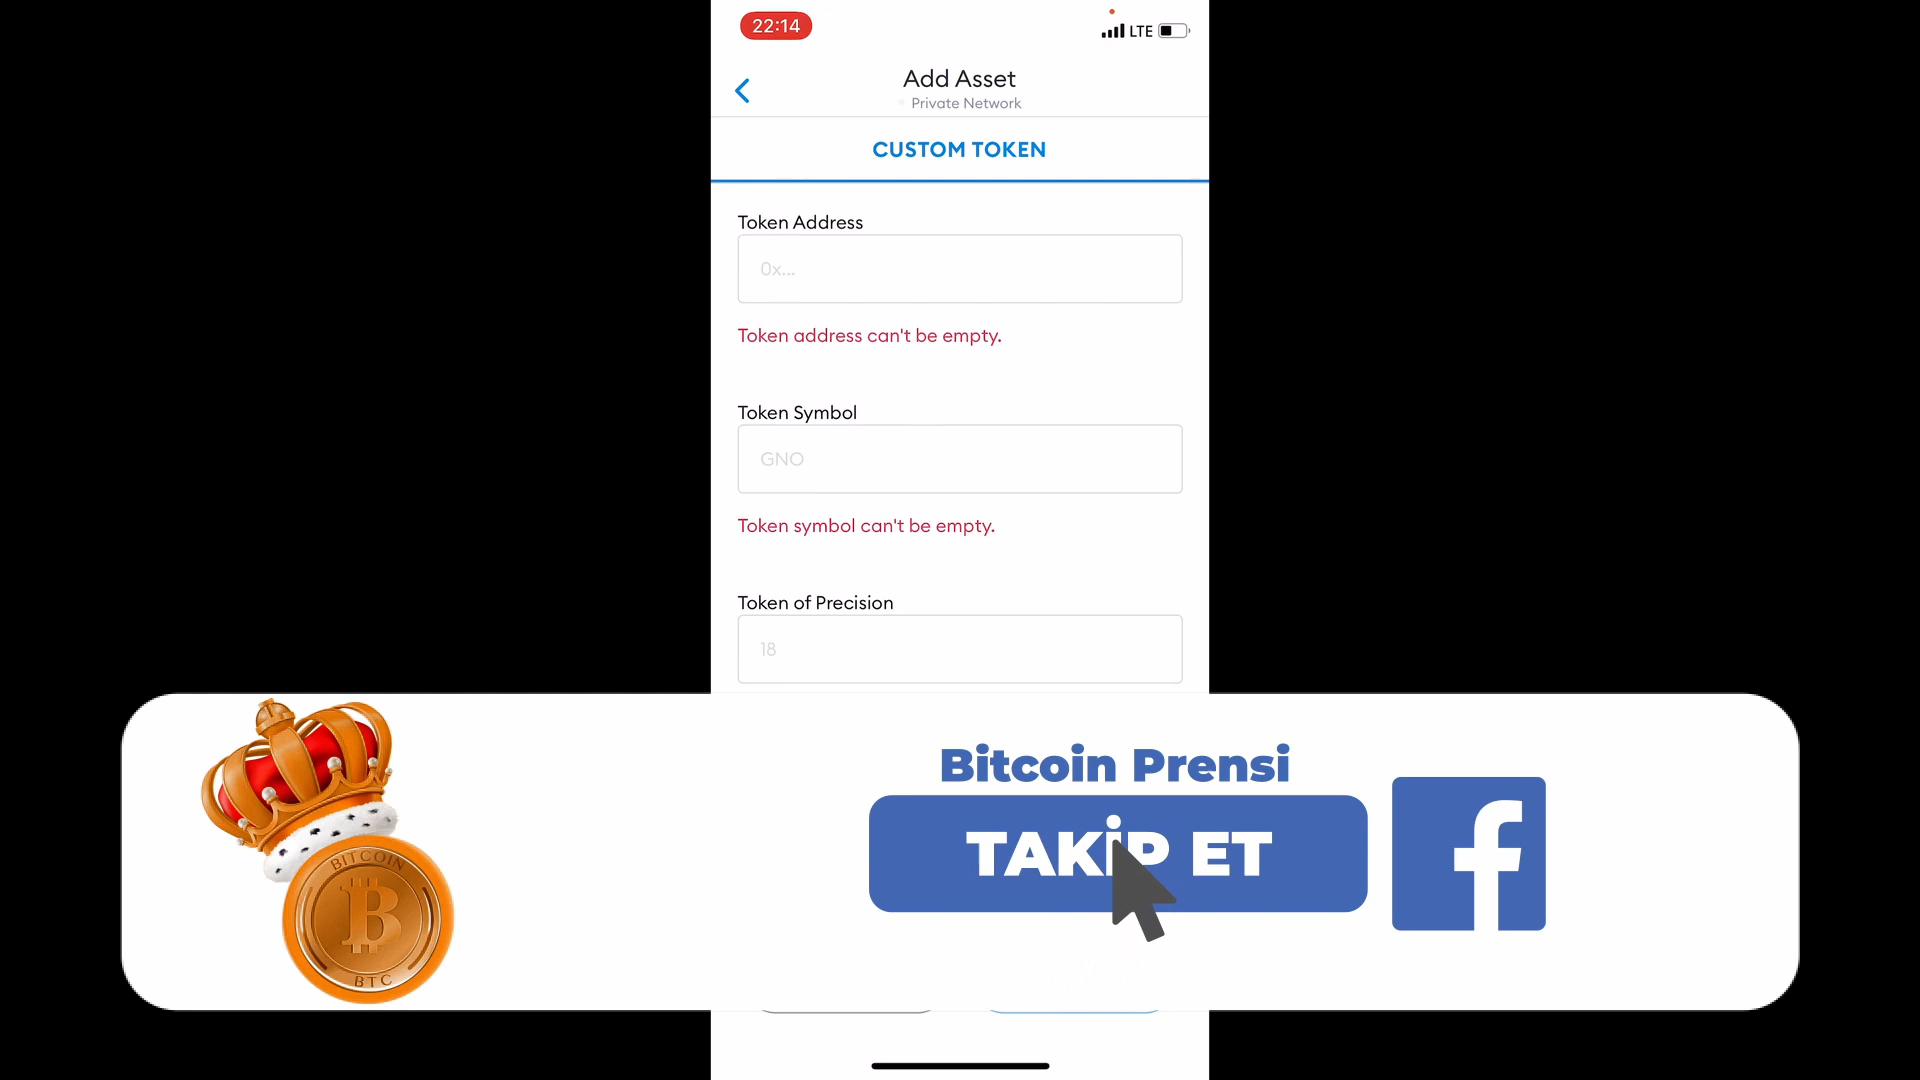 22:14
LTE
Add Asset
Private Network
CUSTOM TOKEN
Token Address
0x...
Token address can't be empty.
Token Symbol
GNO
Token symbol can't be empty.
Token of Precision
18
Bitcoin Prensi
TAKİP ET
BITCOIN
BTC